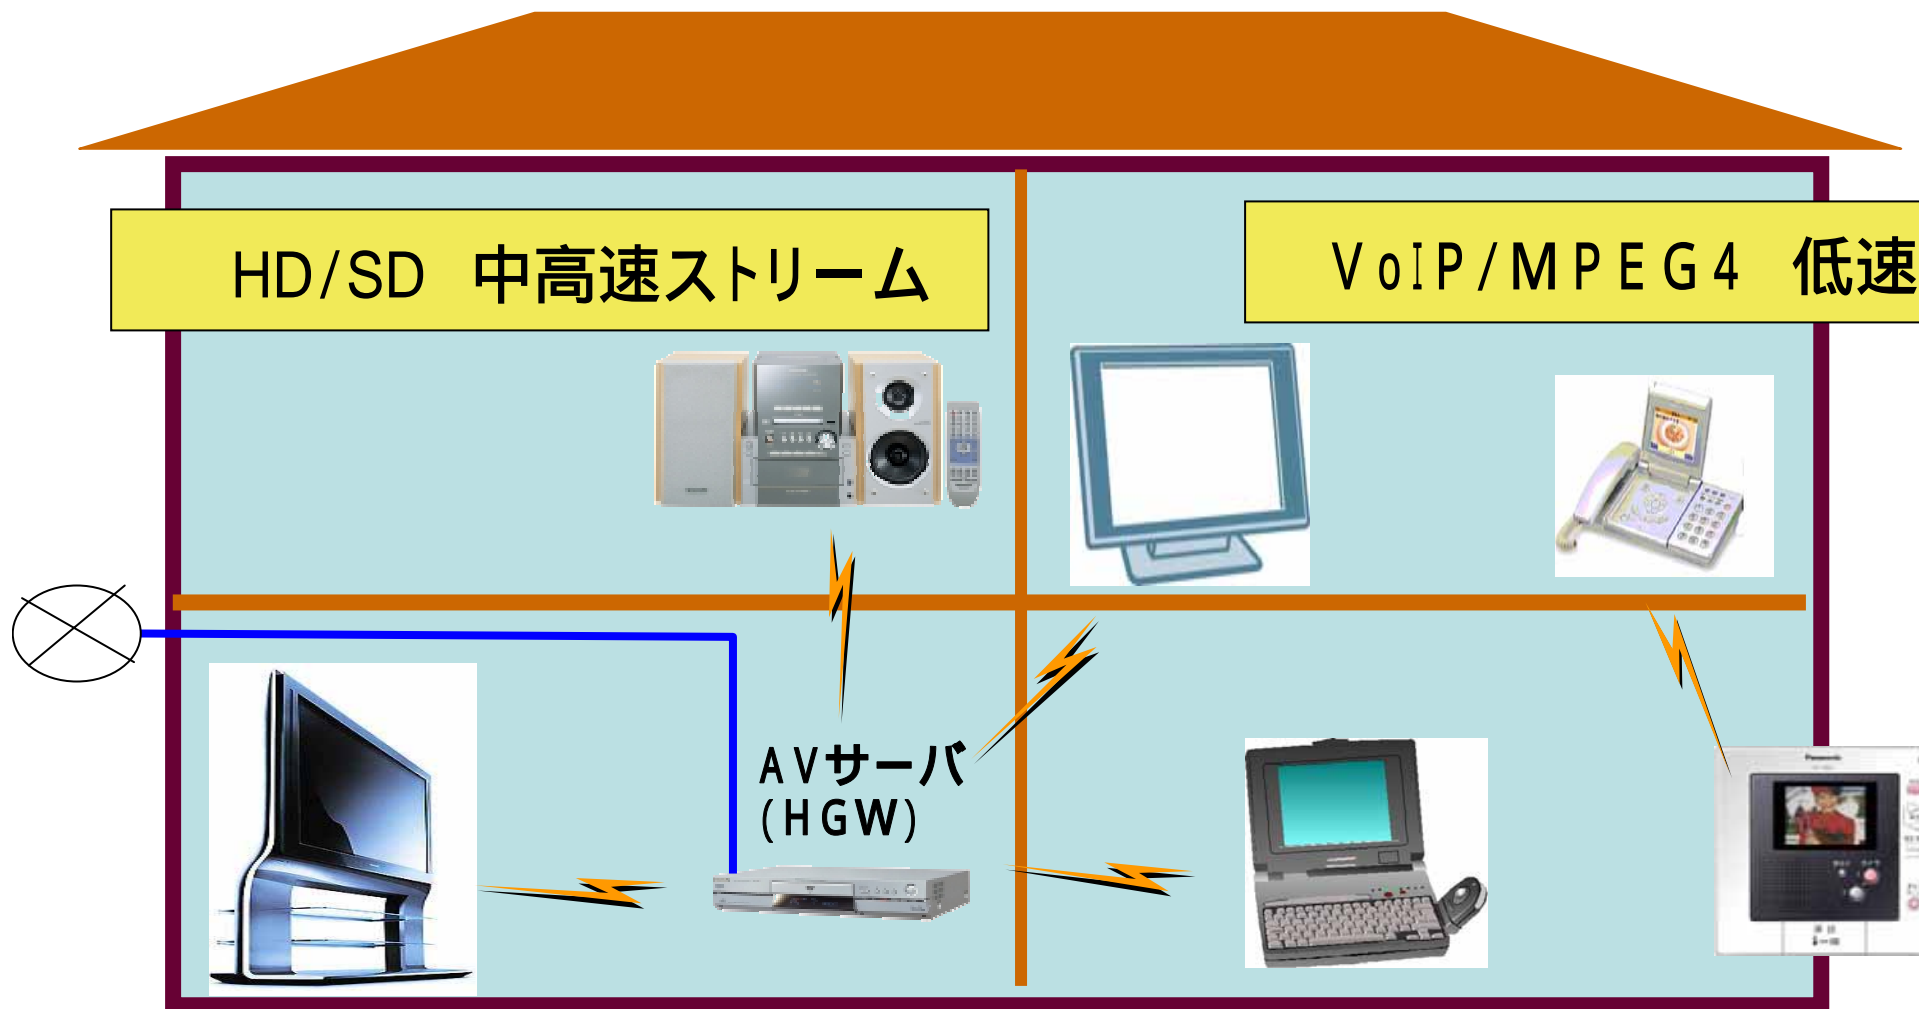 HD/SD 中高速ストリーム
VoIP/MPEG4 低速
AVサーバ
(HGW)
Panasonic